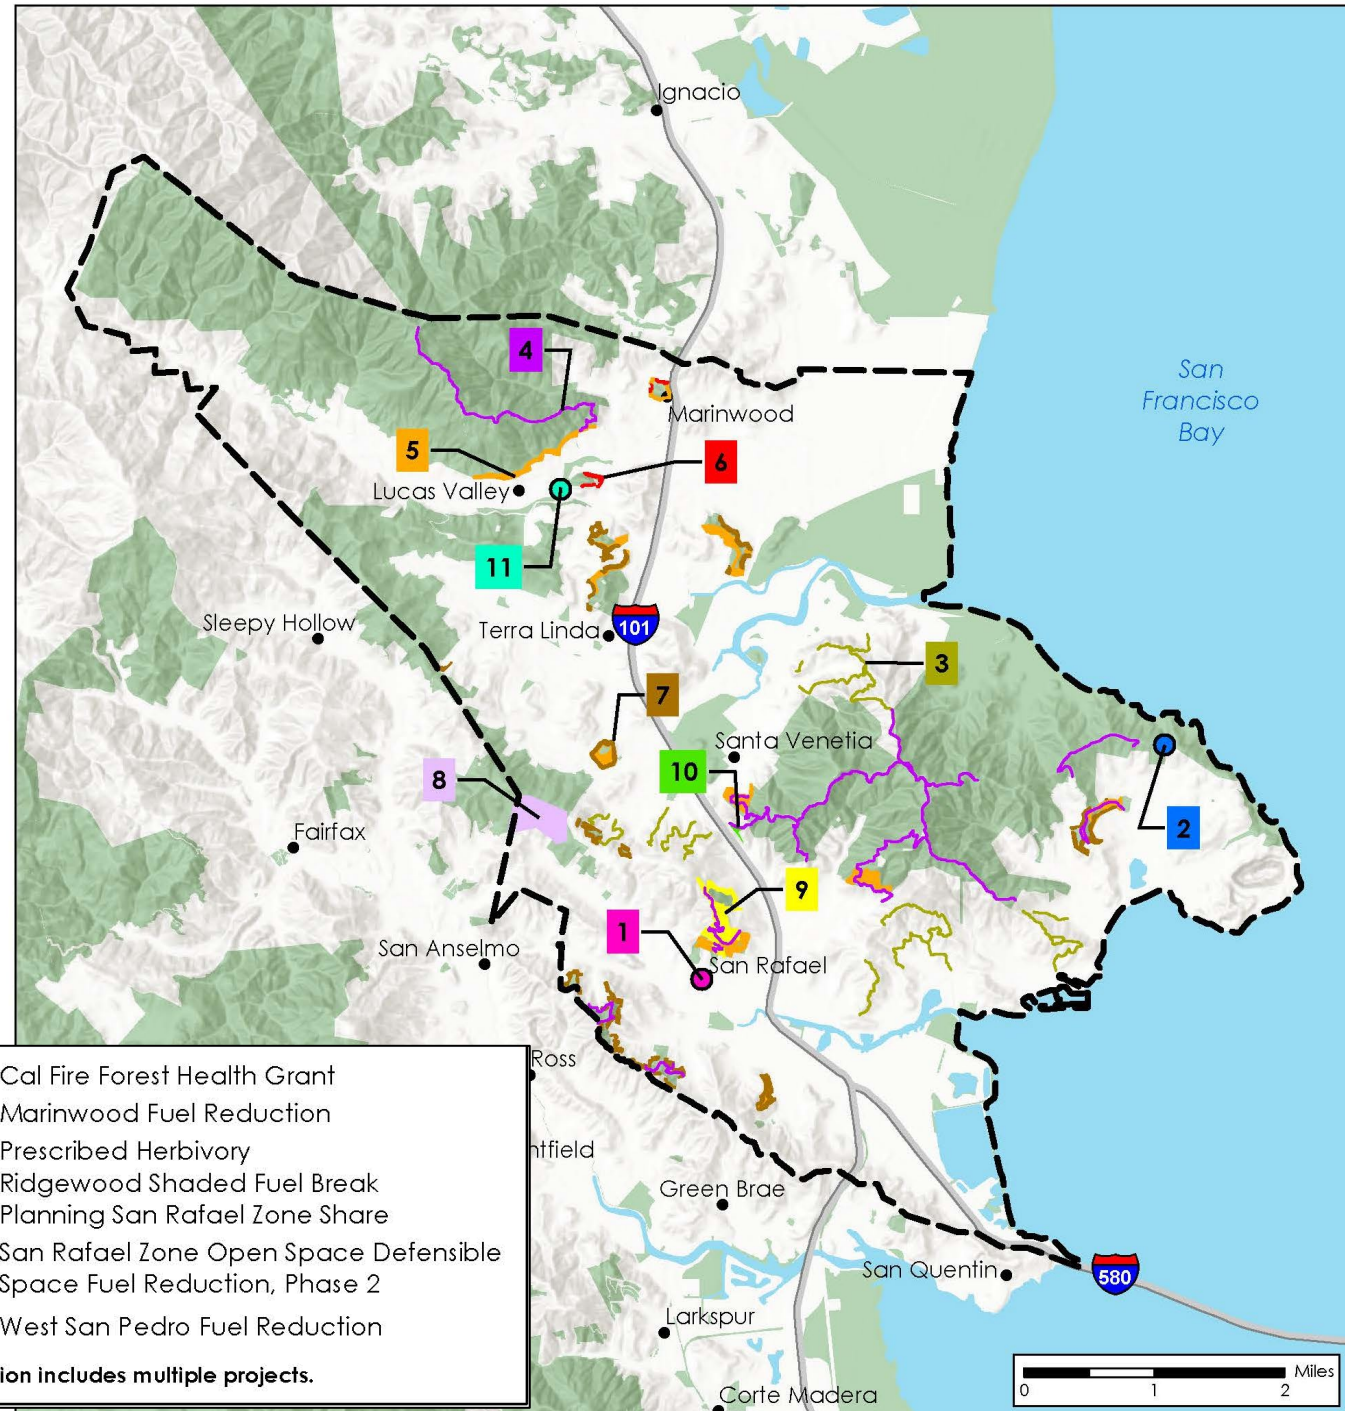 Ignacio
San
Francisco
Bay
4
Marinwood
5
6
Lucas Valley
11
Sleepy Hollow
Terra Linda
101
3
7
Santa Venetia
10
8
2
Fairfax
9
1
San Anselmo
San Rafael
Ross
ntfield
Green Brae
San Quentin
580
Larkspur
Corte Madera
Cal Fire Forest Health Grant
Marinwood Fuel Reduction
Prescribed Herbivory
Ridgewood Shaded Fuel Break
Planning San Rafael Zone Share
San Rafael Zone Open Space Defensible
Space Fuel Reduction, Phase 2
West San Pedro Fuel Reduction
ion includes multiple projects.
Miles
0 1 2